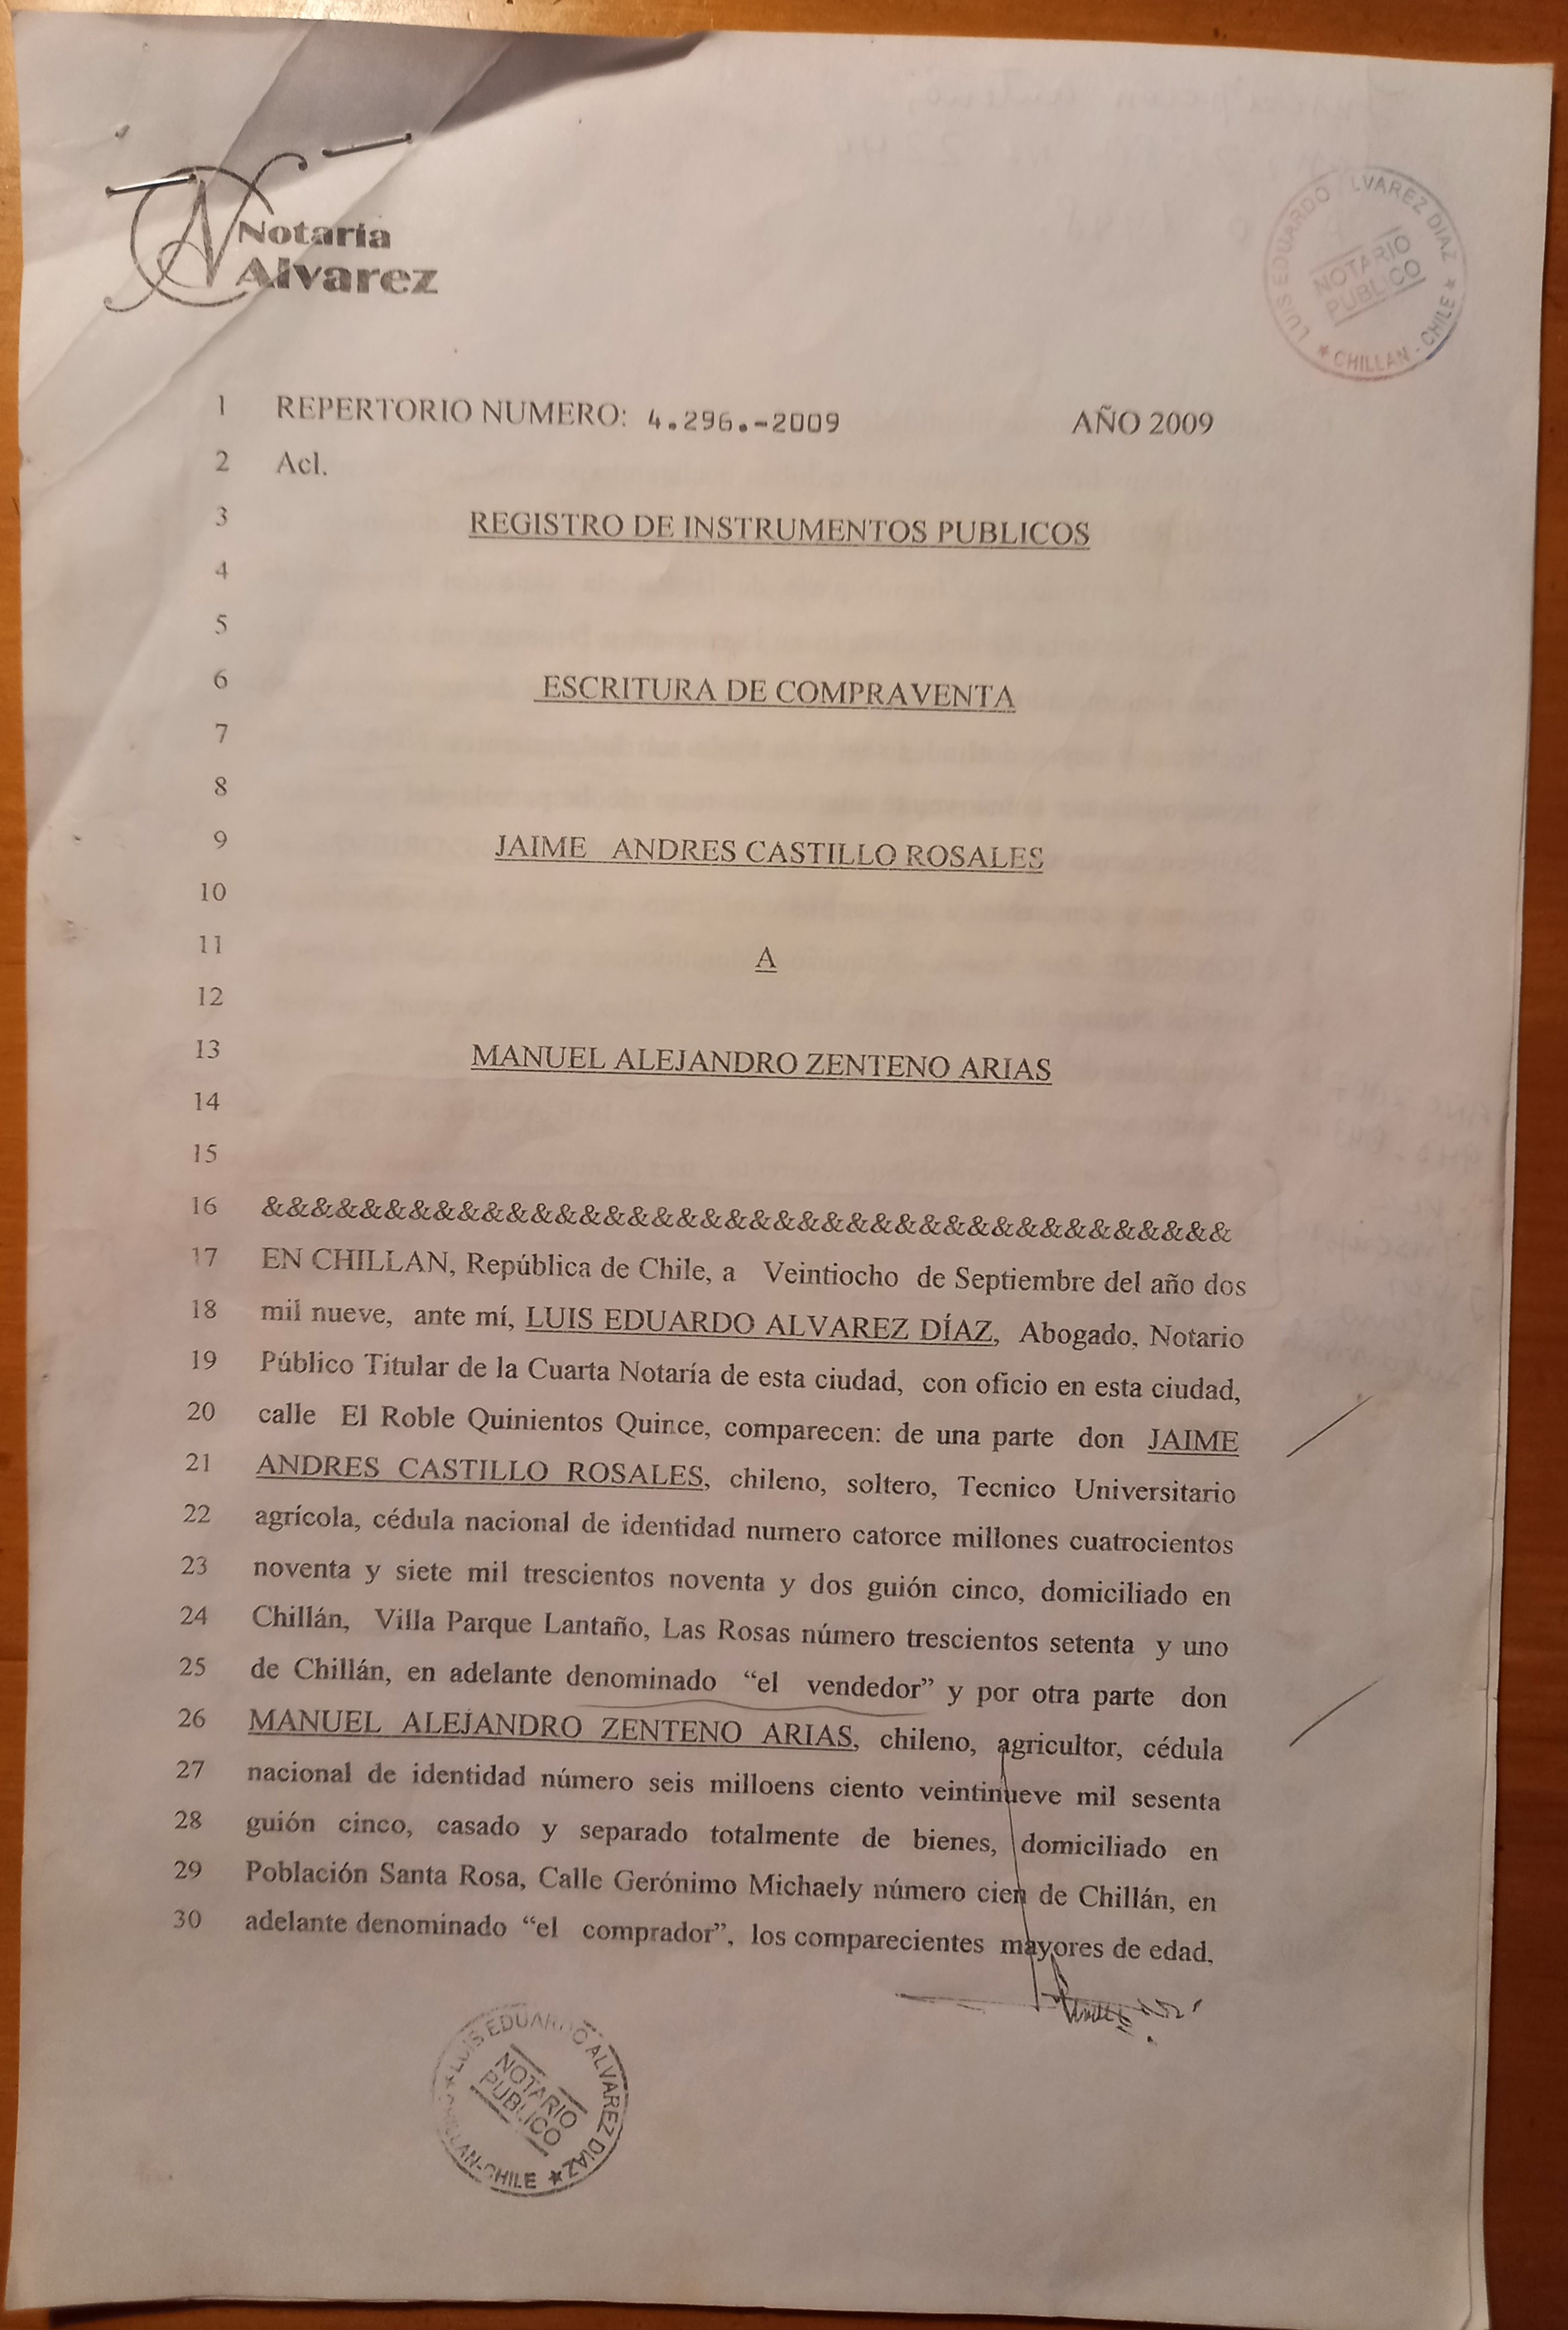 Notaria
Alvarez
LUIS EDUARDO ALVAREZ DIAZ
NOTARIO
PUBLICO
★ CHILLAN - CHILE ★
1 REPERTORIO NUMERO: 4.296.-2009 AÑO 2009
2 Acl.
3 REGISTRO DE INSTRUMENTOS PUBLICOS
4
5
6 ESCRITURA DE COMPRAVENTA
7
8
9 JAIME ANDRES CASTILLO ROSALES
10
11 A
12
13 MANUEL ALEJANDRO ZENTENO ARIAS
14
15
16 &&&&&&&&&&&&&&&&&&&&&&&&&&&&&&&&&&&&&&&&
17 EN CHILLAN, República de Chile, a Veintiocho de Septiembre del año dos
18 mil nueve, ante mí, LUIS EDUARDO ALVAREZ DÍAZ, Abogado, Notario
19 Público Titular de la Cuarta Notaría de esta ciudad, con oficio en esta ciudad,
20 calle El Roble Quinientos Quince, comparecen: de una parte don JAIME
21 ANDRES CASTILLO ROSALES, chileno, soltero, Tecnico Universitario
22 agrícola, cédula nacional de identidad numero catorce millones cuatrocientos
23 noventa y siete mil trescientos noventa y dos guión cinco, domiciliado en
24 Chillán, Villa Parque Lantaño, Las Rosas número trescientos setenta y uno
25 de Chillán, en adelante denominado “el vendedor” y por otra parte don
26 MANUEL ALEJANDRO ZENTENO ARIAS, chileno, agricultor, cédula
27 nacional de identidad número seis milloens ciento veintinueve mil sesenta
28 guión cinco, casado y separado totalmente de bienes, domiciliado en
29 Población Santa Rosa, Calle Gerónimo Michaely número cien de Chillán, en
30 adelante denominado “el comprador”, los comparecientes mayores de edad,
LUIS EDUARDO ALVAREZ DIAZ
NOTARIO
PUBLICO
★ CHILLAN-CHILE ★